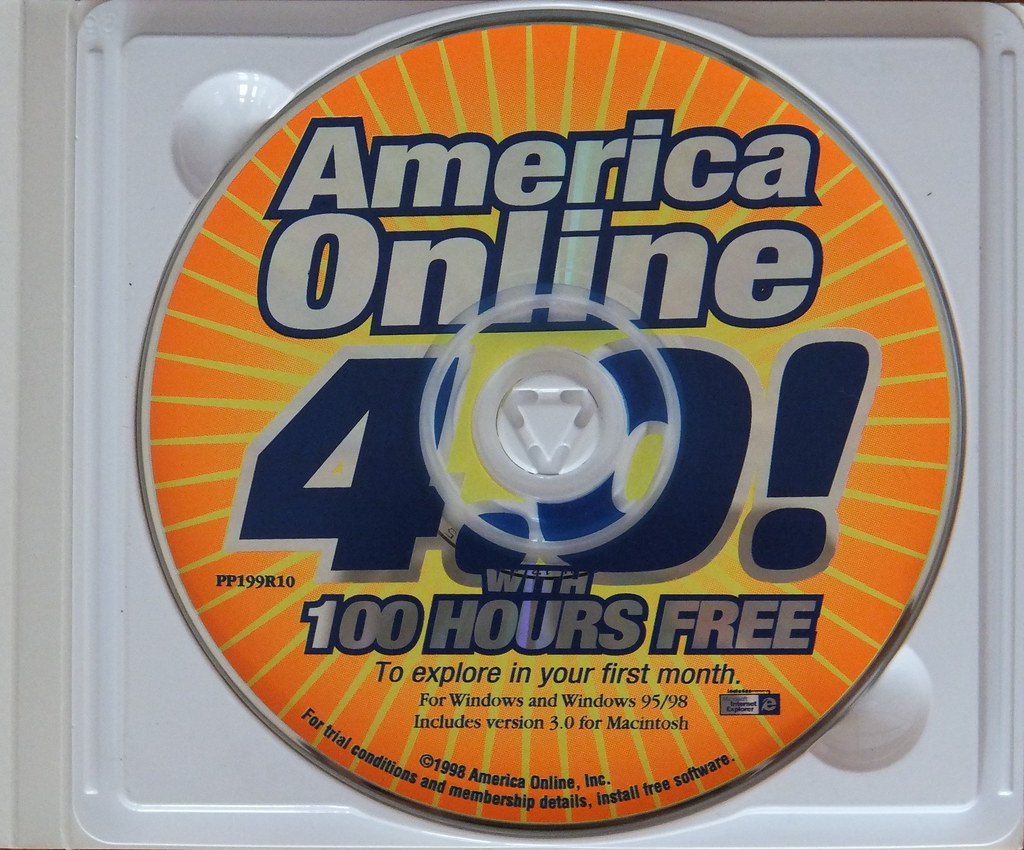 America
Online
4.0!
PP199R10
WITH
100 HOURS FREE
To explore in your first month.
For Windows and Windows 95/98
Includes version 3.0 for Macintosh
Internet
Explorer
©1998 America Online, Inc.
For trial conditions and membership details, install free software.